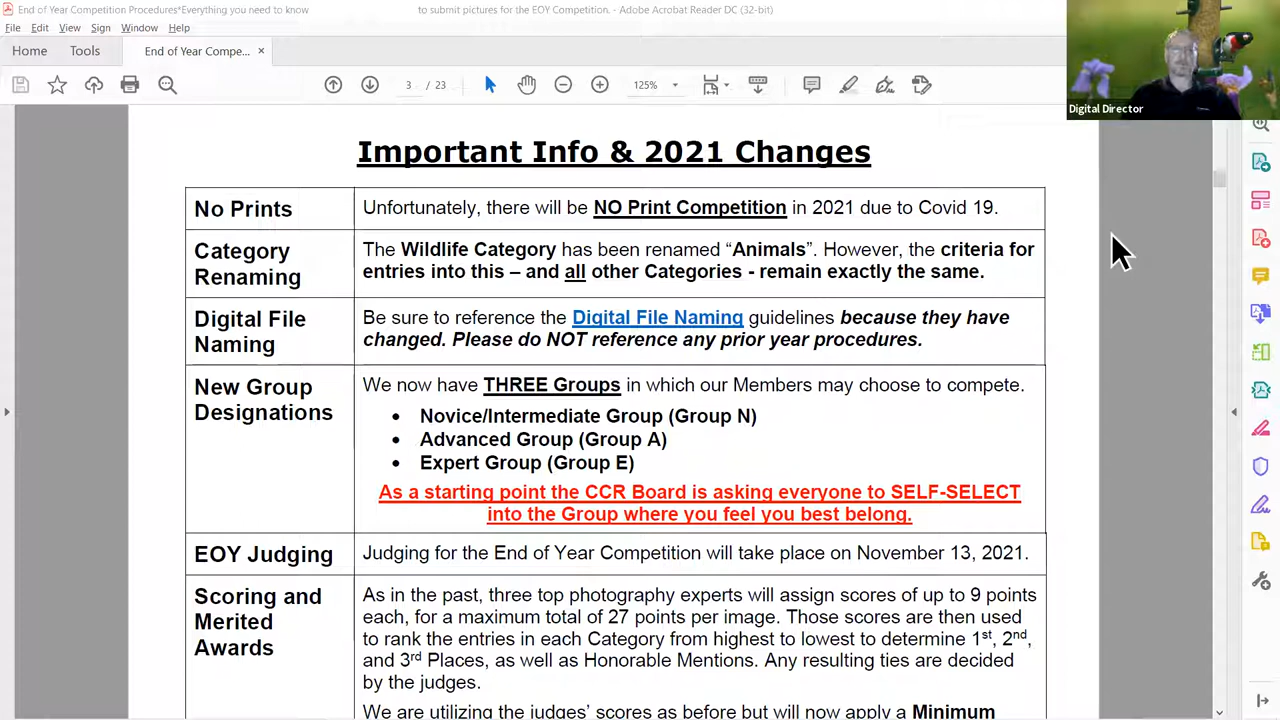 End of Year Competition Procedures*Everything you need to know to submit pictures for the EOY Competition. - Adobe Acrobat Reader DC (32-bit)
File Edit View Sign Window Help
Home Tools End of Year Compe... ×
3 / 23 125%
Digital Director
Important Info & 2021 Changes
No Prints
Unfortunately, there will be NO Print Competition in 2021 due to Covid 19.
Category
Renaming
The Wildlife Category has been renamed “Animals”. However, the criteria for
entries into this – and all other Categories - remain exactly the same.
Digital File
Naming
Be sure to reference the Digital File Naming guidelines because they have
changed. Please do NOT reference any prior year procedures.
New Group
Designations
We now have THREE Groups in which our Members may choose to compete.
• Novice/Intermediate Group (Group N)
• Advanced Group (Group A)
• Expert Group (Group E)
As a starting point the CCR Board is asking everyone to SELF-SELECT
into the Group where you feel you best belong.
EOY Judging
Judging for the End of Year Competition will take place on November 13, 2021.
Scoring and
Merited
Awards
As in the past, three top photography experts will assign scores of up to 9 points
each, for a maximum total of 27 points per image. Those scores are then used
to rank the entries in each Category from highest to lowest to determine 1st, 2nd,
and 3rd Places, as well as Honorable Mentions. Any resulting ties are decided
by the judges.
We are utilizing the judges’ scores as before but will now apply a Minimum